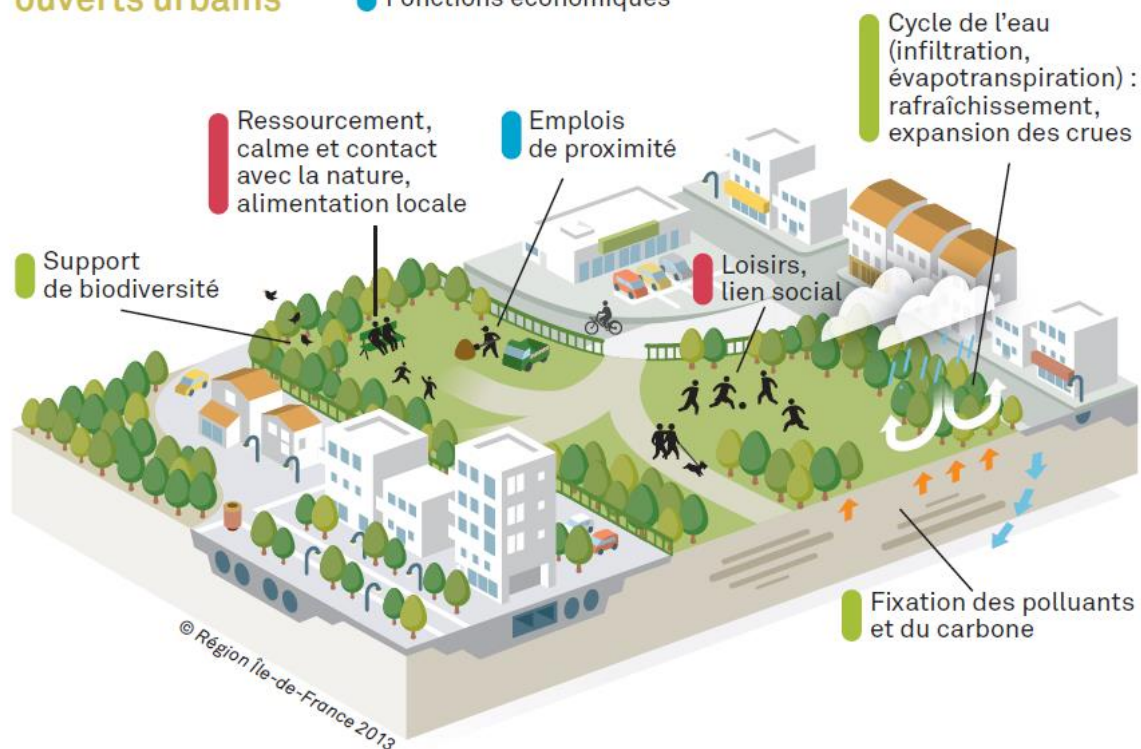 ouverts urbains
Fonctions économiques
Cycle de l'eau
(infiltration,
évapotranspiration) :
rafraîchissement,
expansion des crues
Ressourcement,
calme et contact
avec la nature,
alimentation locale
Emplois
de proximité
Support
de biodiversité
Loisirs,
lien social
Fixation des polluants
et du carbone
© Région Île-de-France 2013